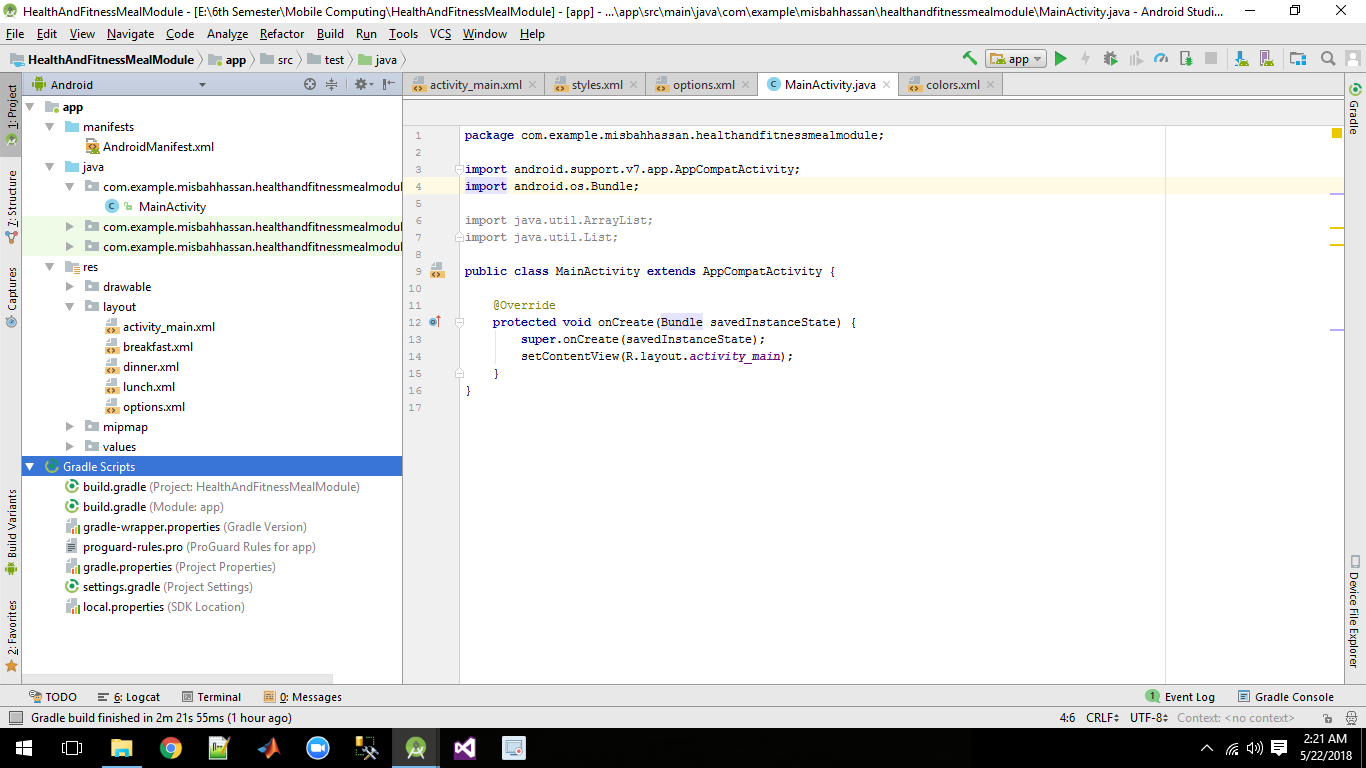 HealthAndFitnessMealModule - [E:\6th Semester\Mobile Computing\HealthAndFitnessMealModule] - [app] - ...\app\src\main\java\com\example\misbahhassan\healthandfitnessmealmodule\MainActivity.java - Android Studi...
File Edit View Navigate Code Analyze Refactor Build Run Tools VCS Window Help
HealthAndFitnessMealModule app src test java
app
Android
activity_main.xml styles.xml options.xml MainActivity.java colors.xml
1: Project
7: Structure
Captures
Build Variants
2: Favorites
app
manifests
AndroidManifest.xml
java
com.example.misbahhassan.healthandfitnessmealmodul
MainActivity
com.example.misbahhassan.healthandfitnessmealmodul
com.example.misbahhassan.healthandfitnessmealmodul
res
drawable
layout
activity_main.xml
breakfast.xml
dinner.xml
lunch.xml
options.xml
mipmap
values
Gradle Scripts
build.gradle (Project: HealthAndFitnessMealModule)
build.gradle (Module: app)
gradle-wrapper.properties (Gradle Version)
proguard-rules.pro (ProGuard Rules for app)
gradle.properties (Project Properties)
settings.gradle (Project Settings)
local.properties (SDK Location)
1 package com.example.misbahhassan.healthandfitnessmealmodule;
2
3 import android.support.v7.app.AppCompatActivity;
4 import android.os.Bundle;
5
6 import java.util.ArrayList;
7 import java.util.List;
8
9 public class MainActivity extends AppCompatActivity {
10
11 @Override
12 protected void onCreate(Bundle savedInstanceState) {
13 super.onCreate(savedInstanceState);
14 setContentView(R.layout.activity_main);
15 }
16 }
17
Gradle
Device File Explorer
TODO 6: Logcat Terminal 0: Messages 1 Event Log Gradle Console
Gradle build finished in 2m 21s 55ms (1 hour ago) 4:6 CRLF UTF-8 Context: <no context>
2:21 AM
5/22/2018